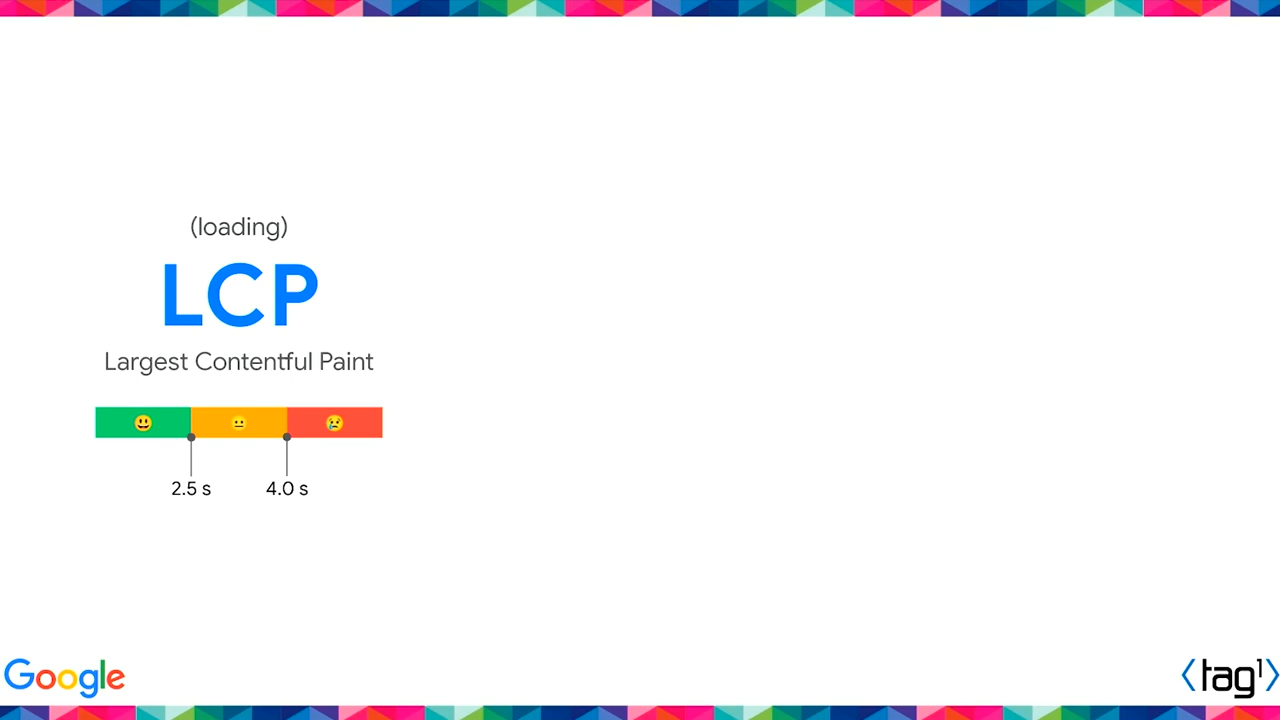 (loading)
LCP
Largest Contentful Paint
2.5 s 4.0 s
Google
tag1